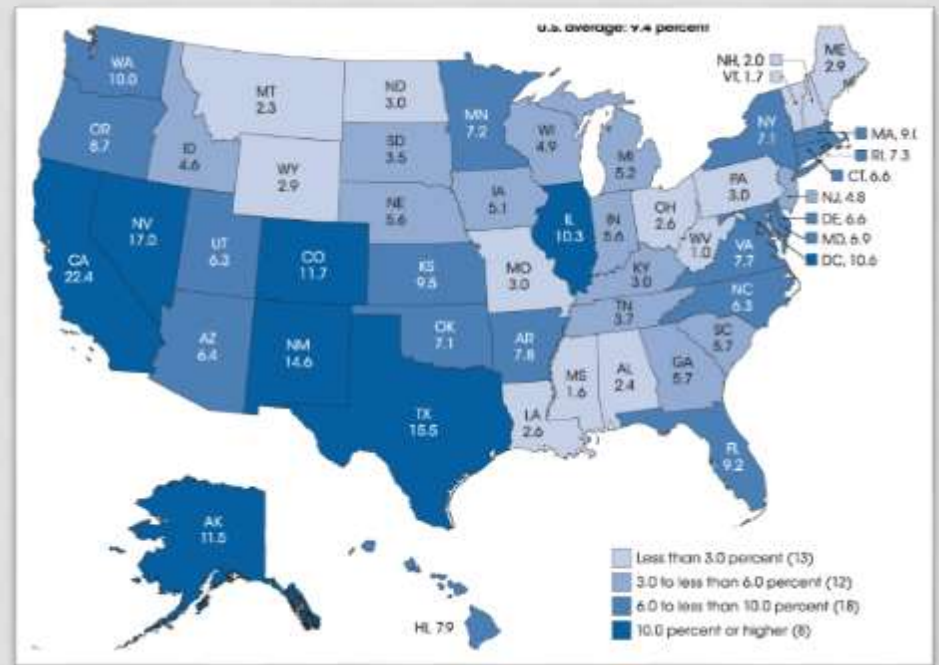 U.S. average: 9.4 percent
WA
10.0
OR
8.7
CA
22.4
NV
17.0
ID
4.6
MT
2.3
WY
2.9
UT
6.3
AZ
6.4
CO
11.7
NM
14.6
ND
3.0
SD
3.5
NE
5.6
KS
9.5
OK
7.1
TX
15.5
MN
7.2
IA
5.1
MO
3.0
AR
7.8
LA
2.6
WI
4.9
IL
10.3
MI
5.2
IN
5.6
OH
2.6
KY
3.0
TN
3.7
MS
1.6
AL
2.4
GA
5.7
FL
9.2
SC
5.7
NC
6.3
VA
7.7
WV
1.0
PA
3.0
NY
7.1
NH, 2.0
VT, 1.7
ME
2.9
MA, 9.0
RI, 7.3
CT, 6.6
NJ, 4.8
DE, 6.6
MD, 6.9
DC, 10.6
AK
11.5
HI, 7.9
Less than 3.0 percent (13)
3.0 to less than 6.0 percent (12)
6.0 to less than 10.0 percent (18)
10.0 percent or higher (8)